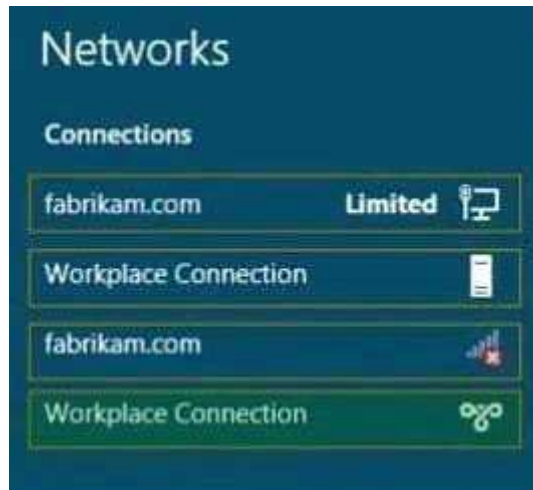 Networks
Connections
fabrikam.com Limited
Workplace Connection
fabrikam.com
Workplace Connection